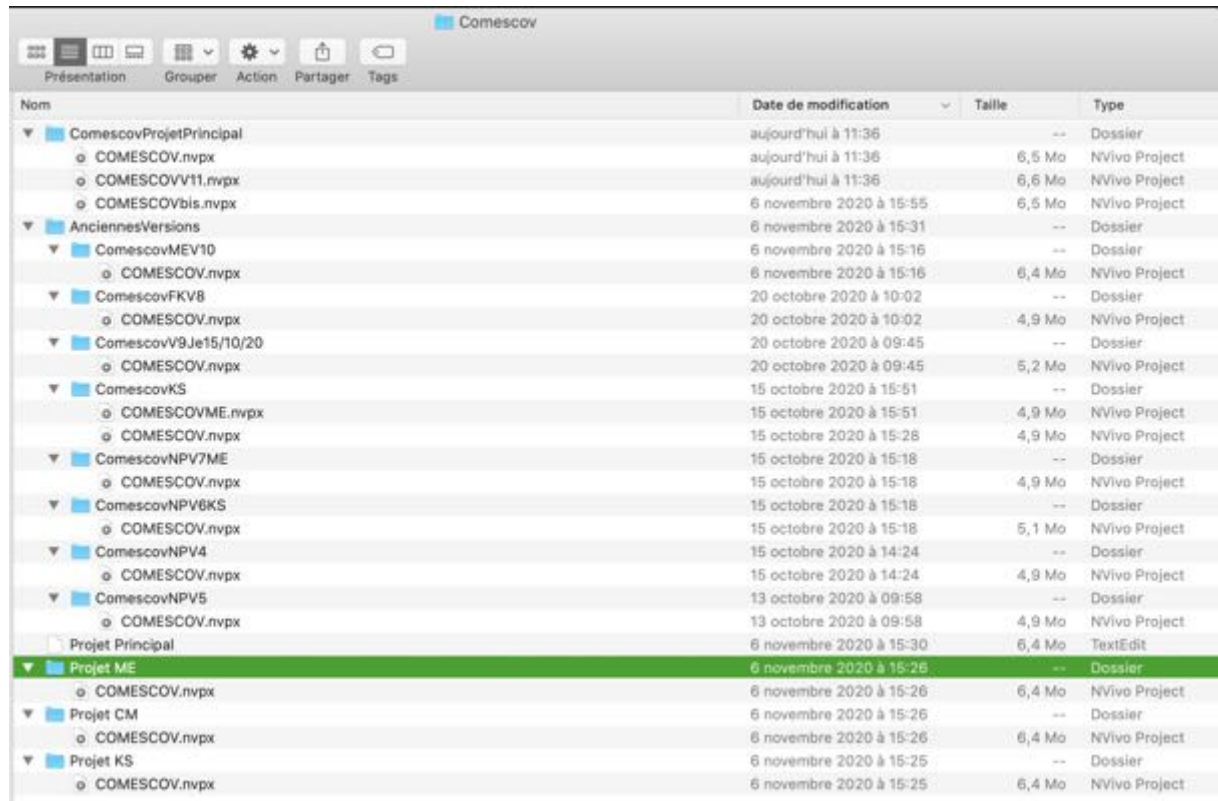 Comescov
Présentation Grouper Action Partager Tags
Nom Date de modification Taille Type
ComescovProjetPrincipal aujourd'hui à 11:36 -- Dossier
COMESCOV.nvpx aujourd'hui à 11:36 6,5 Mo NVivo Project
COMESCOVV11.nvpx aujourd'hui à 11:36 6,6 Mo NVivo Project
COMESCOVbis.nvpx 6 novembre 2020 à 15:55 6,5 Mo NVivo Project
AnciennesVersions 6 novembre 2020 à 15:31 -- Dossier
ComescovMEV10 6 novembre 2020 à 15:16 -- Dossier
COMESCOV.nvpx 6 novembre 2020 à 15:16 6,4 Mo NVivo Project
ComescovFKV8 20 octobre 2020 à 10:02 -- Dossier
COMESCOV.nvpx 20 octobre 2020 à 10:02 4,9 Mo NVivo Project
ComescovV9Je15/10/20 20 octobre 2020 à 09:45 -- Dossier
COMESCOV.nvpx 20 octobre 2020 à 09:45 5,2 Mo NVivo Project
ComescovKS 15 octobre 2020 à 15:51 -- Dossier
COMESCOVME.nvpx 15 octobre 2020 à 15:51 4,9 Mo NVivo Project
COMESCOV.nvpx 15 octobre 2020 à 15:28 4,9 Mo NVivo Project
ComescovNPV7ME 15 octobre 2020 à 15:18 -- Dossier
COMESCOV.nvpx 15 octobre 2020 à 15:18 4,9 Mo NVivo Project
ComescovNPV6KS 15 octobre 2020 à 15:18 -- Dossier
COMESCOV.nvpx 15 octobre 2020 à 15:18 5,1 Mo NVivo Project
ComescovNPV4 15 octobre 2020 à 14:24 -- Dossier
COMESCOV.nvpx 15 octobre 2020 à 14:24 4,9 Mo NVivo Project
ComescovNPV5 13 octobre 2020 à 09:58 -- Dossier
COMESCOV.nvpx 13 octobre 2020 à 09:58 4,9 Mo NVivo Project
Projet Principal 6 novembre 2020 à 15:30 6,4 Mo TextEdit
Projet ME 6 novembre 2020 à 15:26 -- Dossier
COMESCOV.nvpx 6 novembre 2020 à 15:26 6,4 Mo NVivo Project
Projet CM 6 novembre 2020 à 15:26 -- Dossier
COMESCOV.nvpx 6 novembre 2020 à 15:26 6,4 Mo NVivo Project
Projet KS 6 novembre 2020 à 15:25 -- Dossier
COMESCOV.nvpx 6 novembre 2020 à 15:25 6,4 Mo NVivo Project